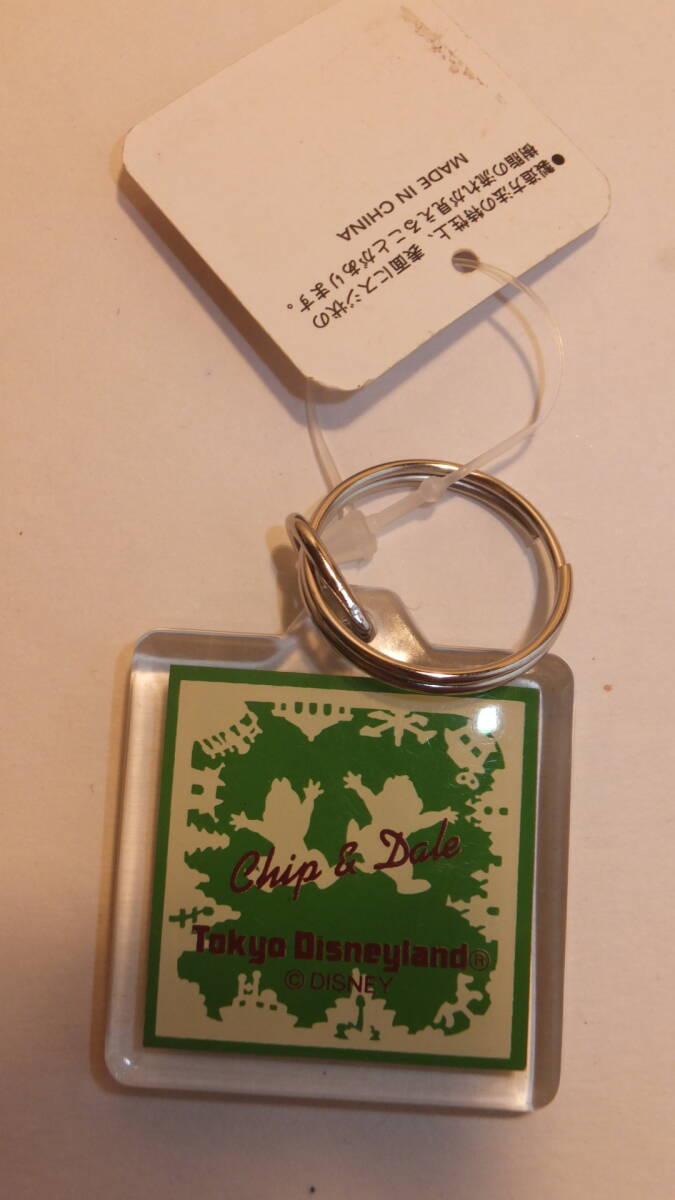 ●製造方法の特性上、表面にスジ状の
樹脂の流れが見えることがあります。
MADE IN CHINA
Chip & Dale
Tokyo Disneyland®
© DISNEY